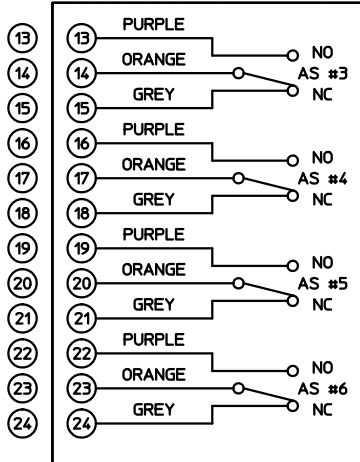 PURPLE
13 13 NO
ORANGE
14 14 AS #3
GREY
15 15 NC
PURPLE
16 16 NO
ORANGE
17 17 AS #4
GREY
18 18 NC
PURPLE
19 19 NO
ORANGE
20 20 AS #5
GREY
21 21 NC
PURPLE
22 22 NO
ORANGE
23 23 AS #6
GREY
24 24 NC